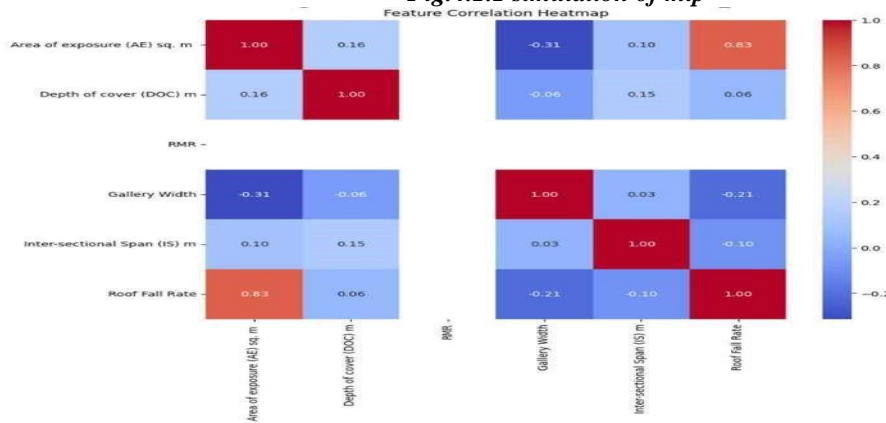 Feature Correlation Heatmap
Area of exposure (AE) sq. m 1.00 0.16 -0.31 0.10 0.83
Depth of cover (DOC) m 0.16 1.00 -0.06 0.15 0.06
RMR
Gallery Width -0.31 -0.06 1.00 0.03 -0.21
Inter-sectional Span (IS) m 0.10 0.15 0.03 1.00 -0.10
Roof Fall Rate 0.83 0.06 -0.21 -0.10 1.00
Area of exposure (AE) sq. m
Depth of cover (DOC) m
RMR
Gallery Width
Inter-sectional Span (IS) m
Roof Fall Rate
1.0
0.8
0.6
0.4
0.2
0.0